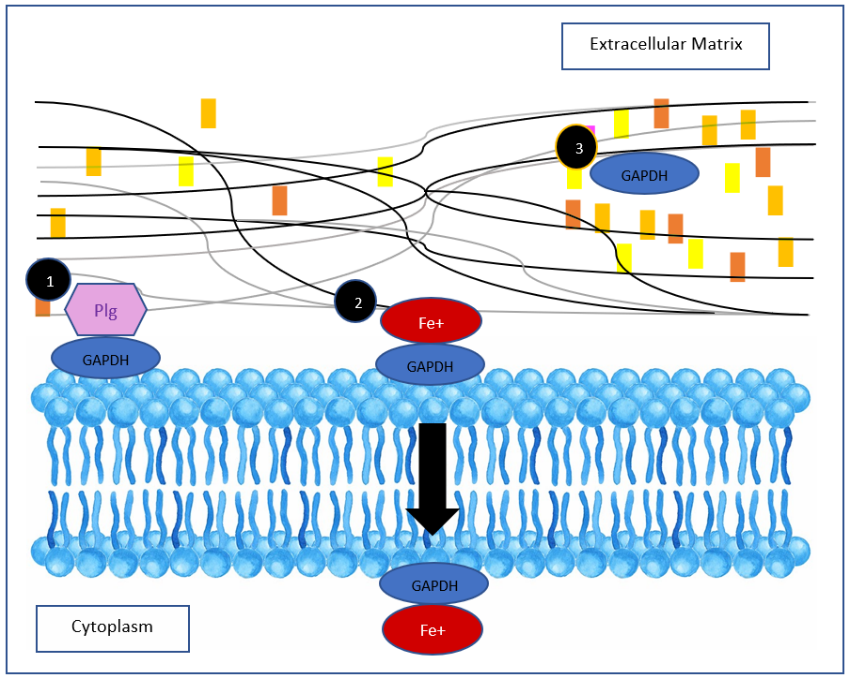 Extracellular Matrix
3
GAPDH
1
Plg
2
Fe+
GAPDH
GAPDH
GAPDH
Cytoplasm
Fe+